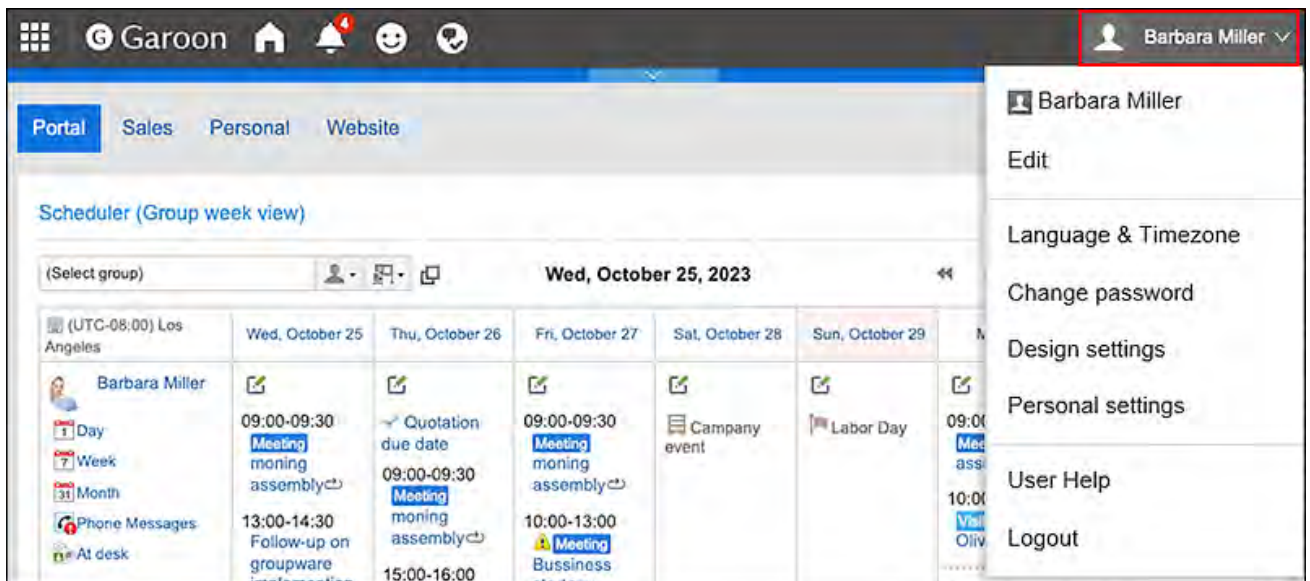 Garoon 4 Barbara Miller
Portal Sales Personal Website
Scheduler (Group week view)
(Select group) Wed, October 25, 2023
(UTC-08:00) Los Angeles
Wed, October 25 Thu, October 26 Fri, October 27 Sat, October 28 Sun, October 29
Barbara Miller
Day
Week
Month
Phone Messages
At desk
09:00-09:30
Meeting
moning
assembly
13:00-14:30
Follow-up on
groupware
Quotation
due date
09:00-09:30
Meeting
moning
assembly
15:00-16:00
09:00-09:30
Meeting
moning
assembly
10:00-13:00
Meeting
Bussiness
Campany
event
Labor Day
Barbara Miller
Edit
Language & Timezone
Change password
Design settings
Personal settings
User Help
Logout